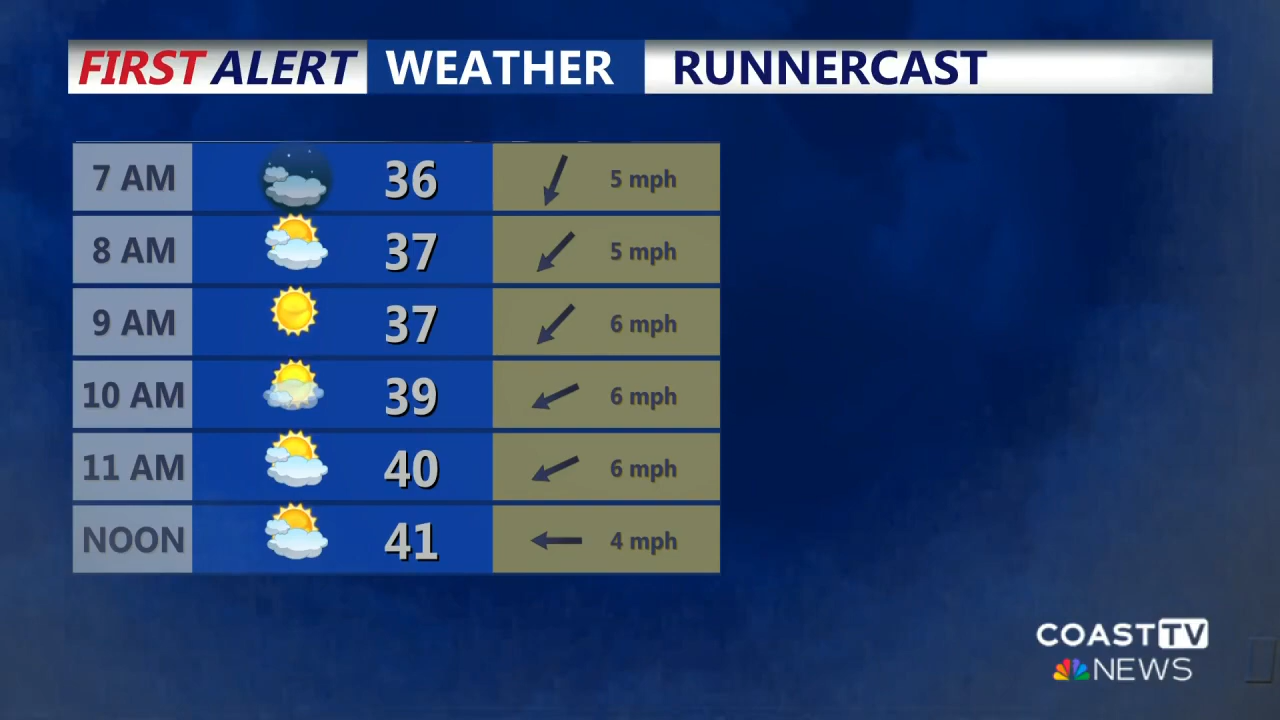 FIRST ALERT WEATHER RUNNERCAST
7 AM 36 5 mph
8 AM 37 5 mph
9 AM 37 6 mph
10 AM 39 6 mph
11 AM 40 6 mph
NOON 41 4 mph
COAST TV
NEWS